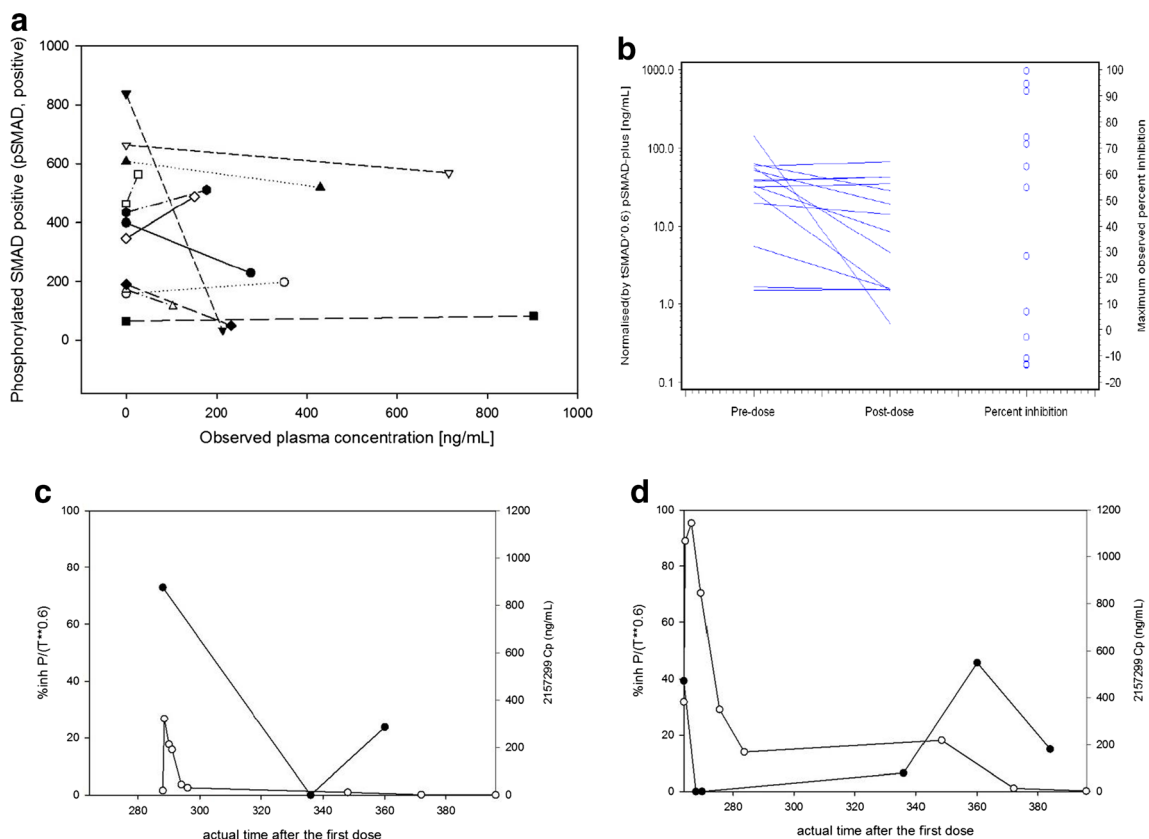 a
Phosphorylated SMAD positive (pSMAD, positive)
1000
800
600
400
200
0
0 200 400 600 800 1000
Observed plasma concentration [ng/mL]
b
Normalised(by tSMAD^0.6) pSMAD-plus [ng/mL]
1000.0
100.0
10.0
1.0
0.1
100
90
80
70
60
50
40
30
20
10
0
-10
-20
Maximum observed percent inhibition
Pre-dose Post-dose Percent inhibition
c
%inh P/(T**0.6)
100
80
60
40
20
0
1200
1000
800
600
400
200
0
2157299 Cp (ng/mL)
280 300 320 340 360 380
actual time after the first dose
d
%inh P/(T**0.6)
100
80
60
40
20
0
1200
1000
800
600
400
200
0
2157299 Cp (ng/mL)
280 300 320 340 360 380
actual time after the first dose